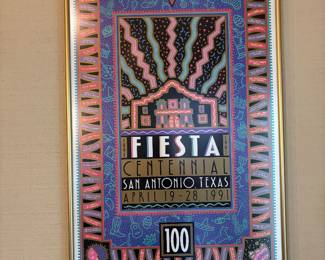 FIESTA
CENTENNIAL
SAN ANTONIO TEXAS
APRIL 19-28 1991
100